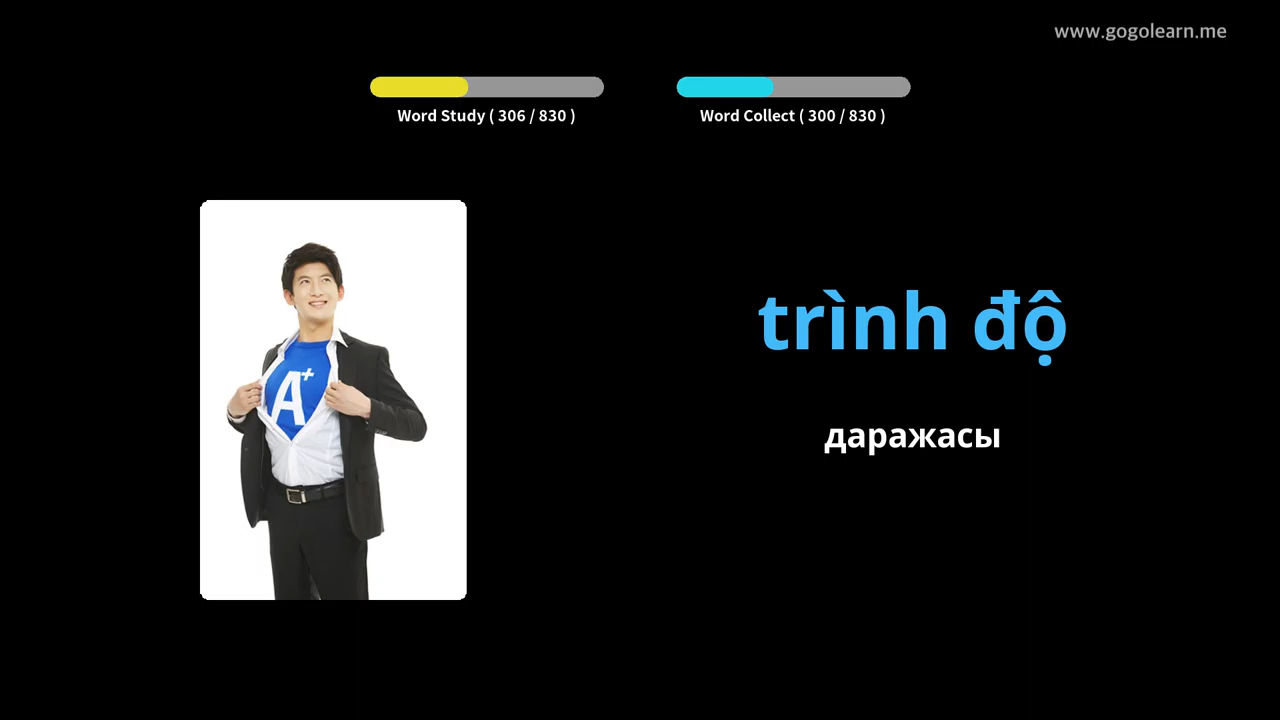 www.gogolearn.me
Word Study ( 306 / 830 )
Word Collect ( 300 / 830 )
A+
trình độ
даражасы